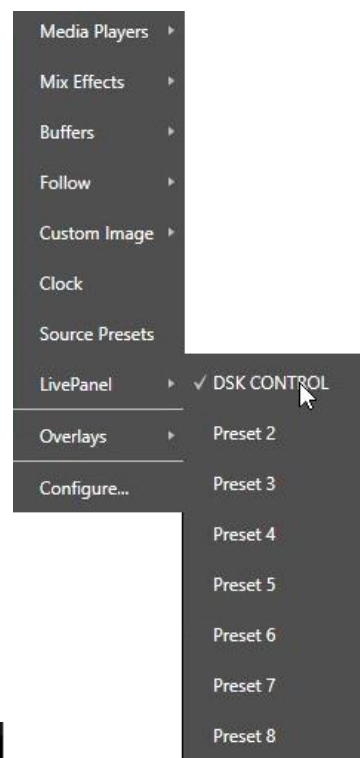 Media Players
Mix Effects
Buffers
Follow
Custom Image
Clock
Source Presets
LivePanel
Overlays
Configure...
✓ DSK CONTROL
Preset 2
Preset 3
Preset 4
Preset 5
Preset 6
Preset 7
Preset 8